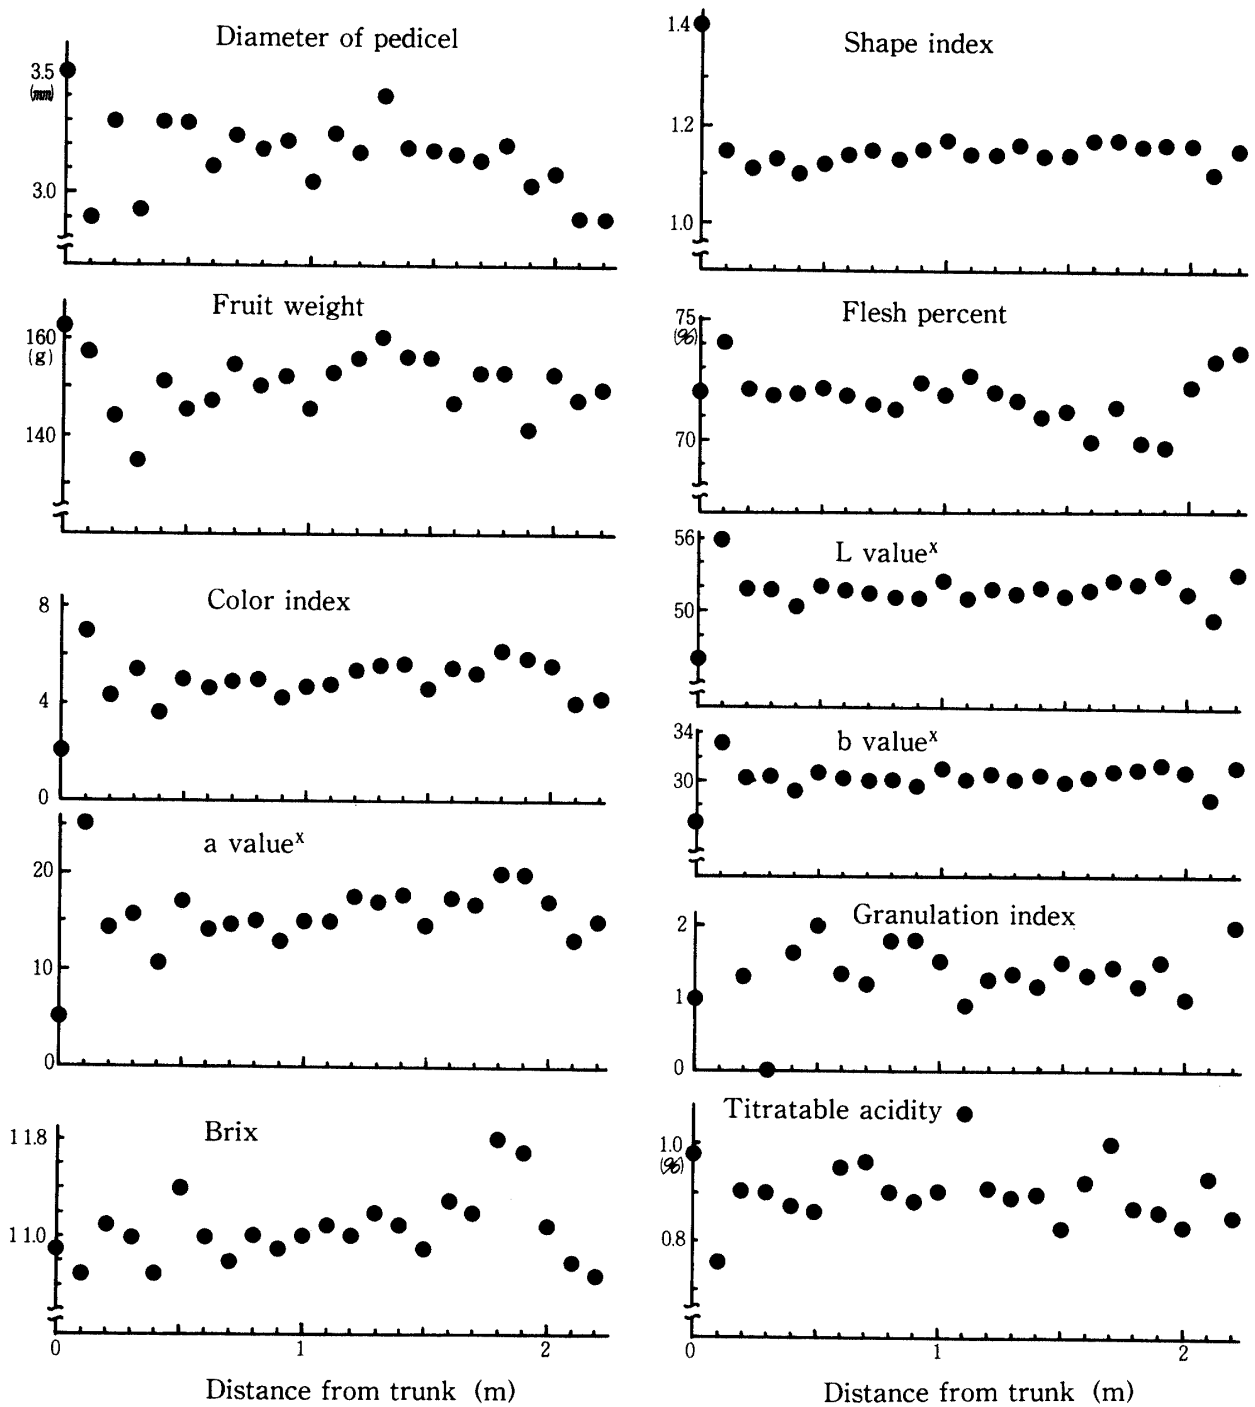 Diameter of pedicel
3.5
(mm)
3.0
Fruit weight
160
(g)
140
Color index
8
4
0
a valueˣ
20
10
0
Brix
11.8
11.0
0
1
2
Distance from trunk (m)
Shape index
1.4
1.2
1.0
Flesh percent
75
(%)
70
L valueˣ
56
50
b valueˣ
34
30
Granulation index
2
1
0
Titratable acidity
1.0
(%)
0.8
0
1
2
Distance from trunk (m)